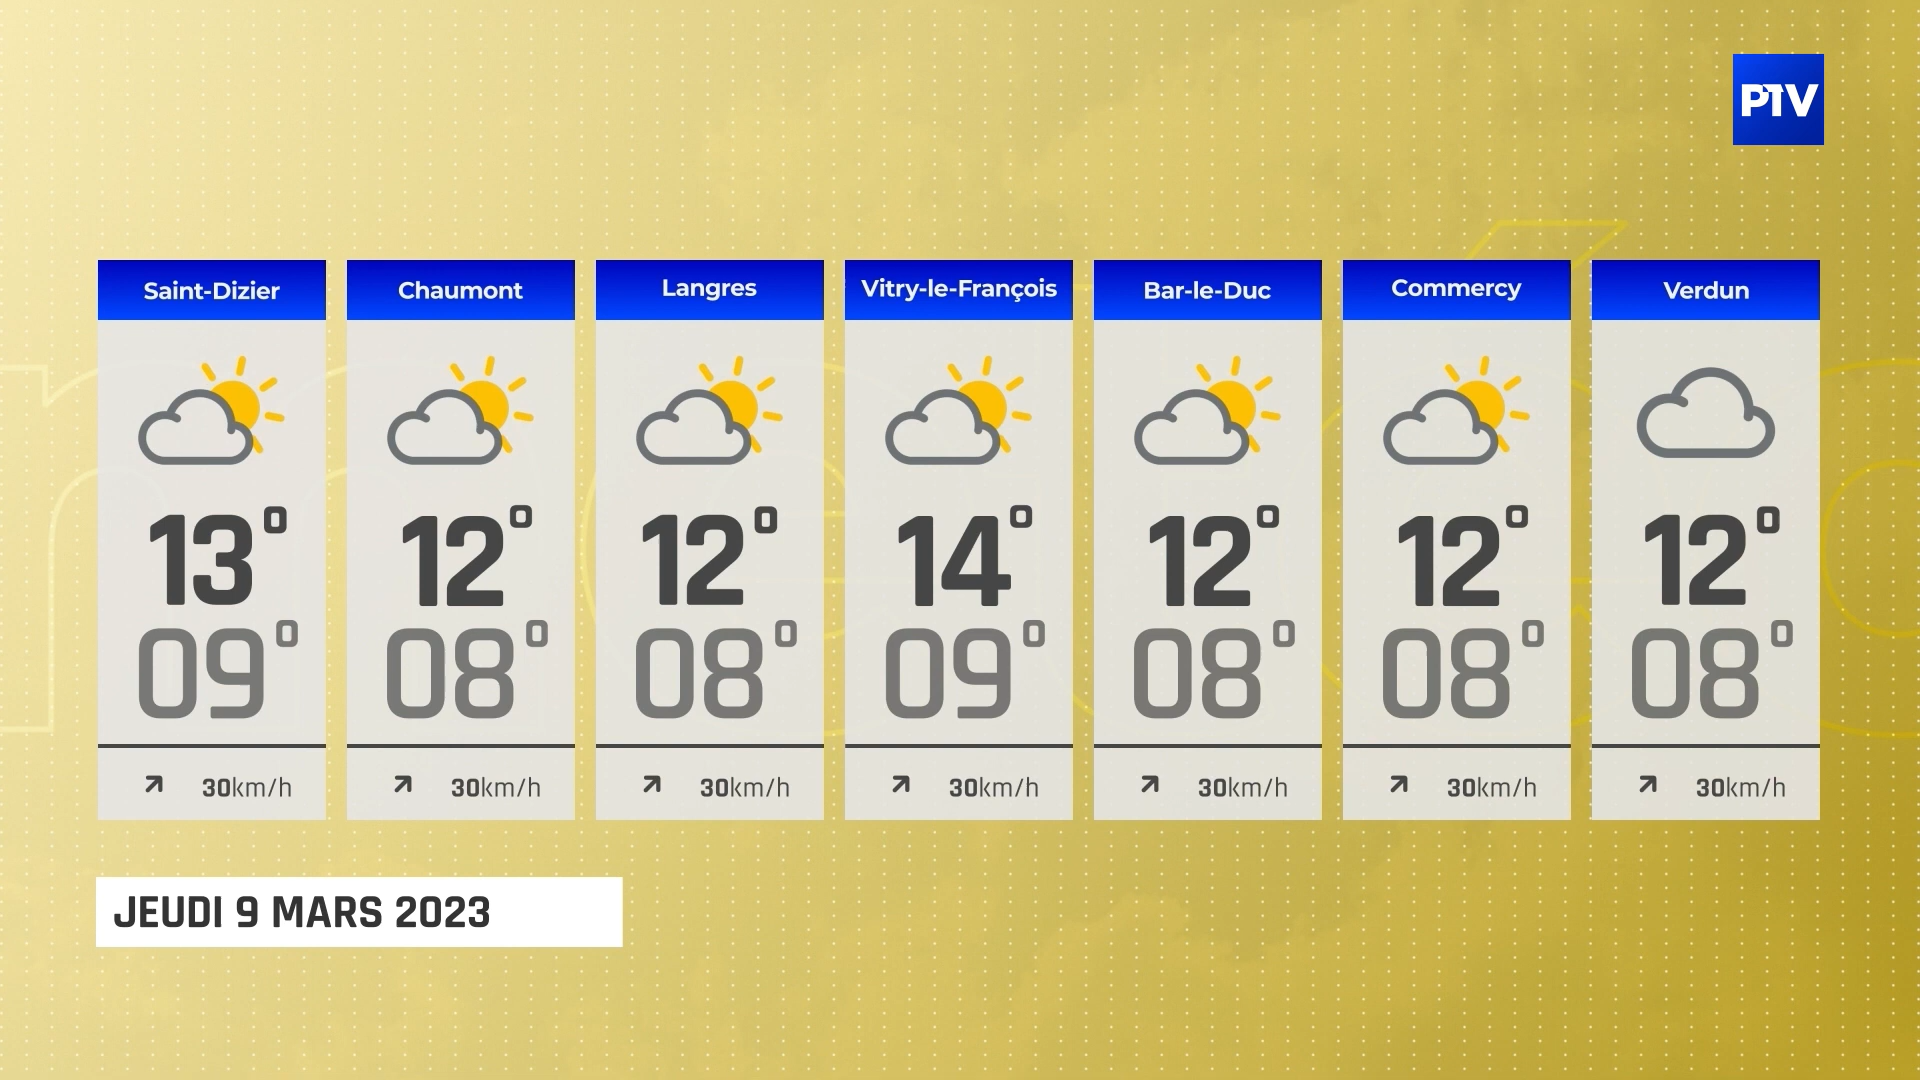 PTV
Saint-Dizier
13°
09°
30km/h
Chaumont
12°
08°
30km/h
Langres
12°
08°
30km/h
Vitry-le-François
14°
09°
30km/h
Bar-le-Duc
12°
08°
30km/h
Commercy
12°
08°
30km/h
Verdun
12°
08°
30km/h
JEUDI 9 MARS 2023